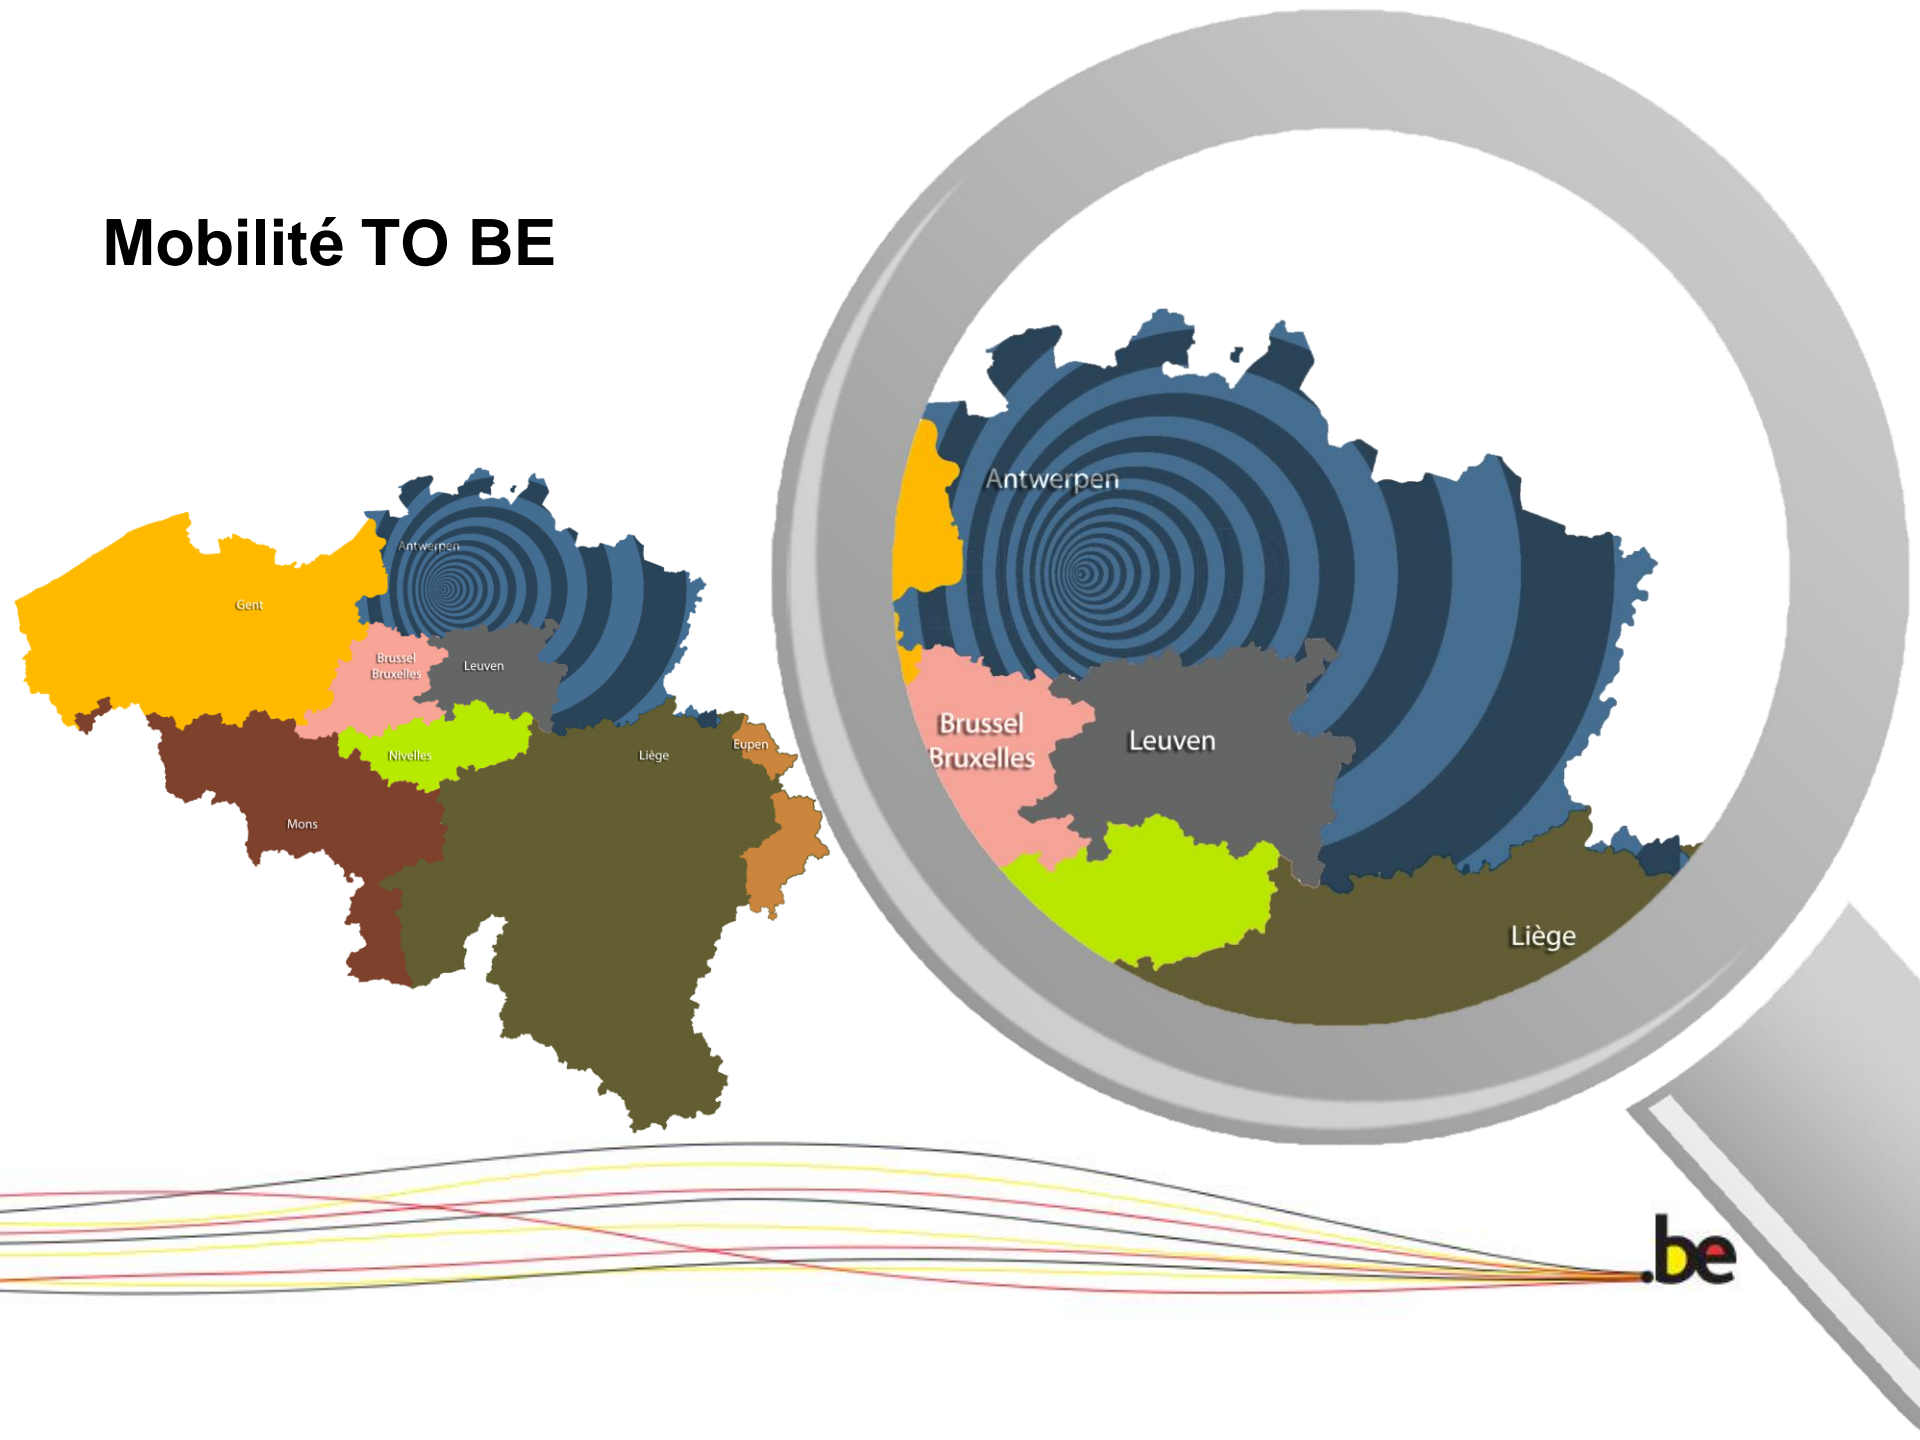 Mobilité TO BE
Antwerpen
Gent
Brussel
Bruxelles
Leuven
Nivelles
Liège
Eupen
Mons
Antwerpen
Brussel
Bruxelles
Leuven
Liège
.be